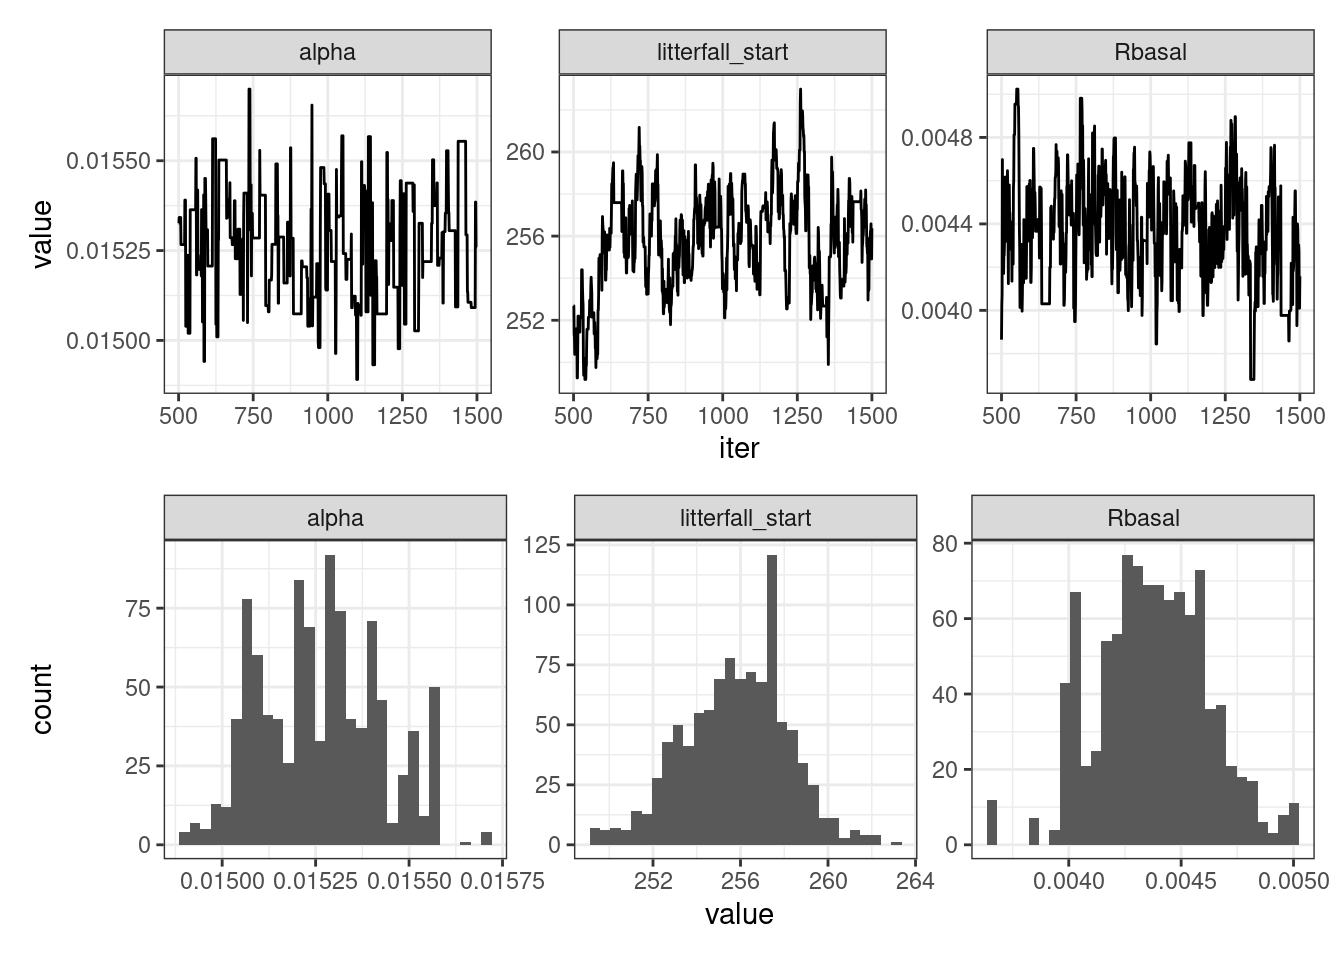 alpha
litterfall_start
Rbasal
value
0.01550
0.01525
0.01500
260
256
252
0.0048
0.0044
0.0040
500 750 1000 1250 1500
500 750 1000 1250 1500
500 750 1000 1250 1500
iter
alpha
litterfall_start
Rbasal
count
75
50
25
0
125
100
75
50
25
0
80
60
40
20
0
0.01500 0.01525 0.01550 0.01575
252 256 260 264
0.0040 0.0045 0.0050
value